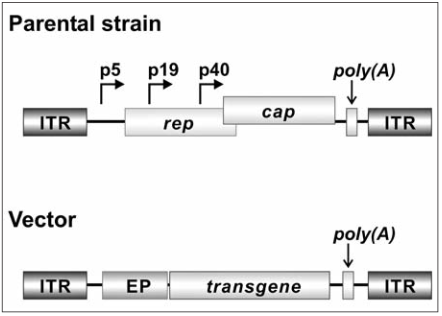 Parental strain
p5 p19 p40 poly(A)
ITR rep cap ITR
Vector
poly(A)
ITR EP transgene ITR